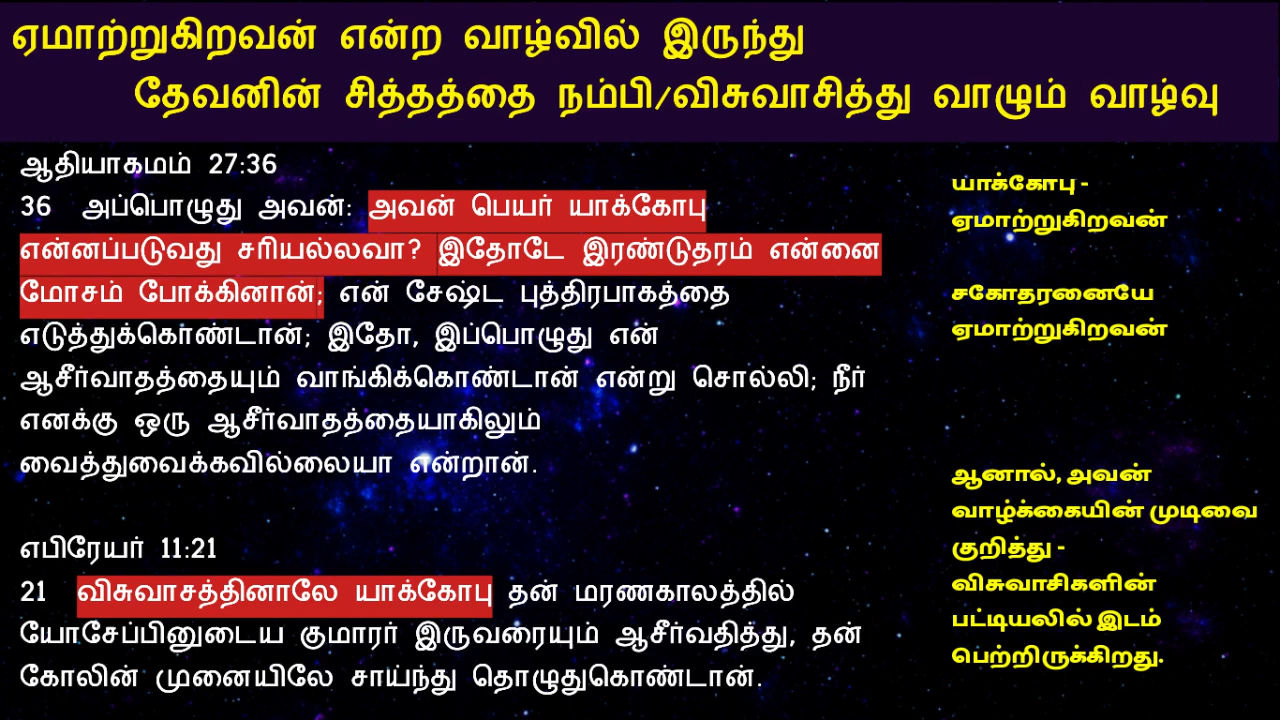 ஏமாற்றுகிறவன் என்ற வாழ்வில் இருந்து
தேவனின் சித்தத்தை நம்பி/விசுவாசித்து வாழும் வாழ்வு
ஆதியாகமம் 27:36
36 அப்பொழுது அவன்: அவன் பெயர் யாக்கோபு
என்னப்படுவது சரியல்லவா? இதோடே இரண்டுதரம் என்னை
மோசம் போக்கினான்; என் சேஷ்ட புத்திரபாகத்தை
எடுத்துக்கொண்டான்; இதோ, இப்பொழுது என்
ஆசீர்வாதத்தையும் வாங்கிக்கொண்டான் என்று சொல்லி; நீர்
எனக்கு ஒரு ஆசீர்வாதத்தையாகிலும்
வைத்துவைக்கவில்லையா என்றான்.
எபிரேயர் 11:21
21 விசுவாசத்தினாலே யாக்கோபு தன் மரணகாலத்தில்
யோசேப்பினுடைய குமாரர் இருவரையும் ஆசீர்வதித்து, தன்
கோலின் முனையிலே சாய்ந்து தொழுதுகொண்டான்.
யாக்கோபு -
ஏமாற்றுகிறவன்
சகோதரனையே
ஏமாற்றுகிறவன்
ஆனால், அவன்
வாழ்க்கையின் முடிவை
குறித்து -
விசுவாசிகளின்
பட்டியலில் இடம்
பெற்றிருக்கிறது.